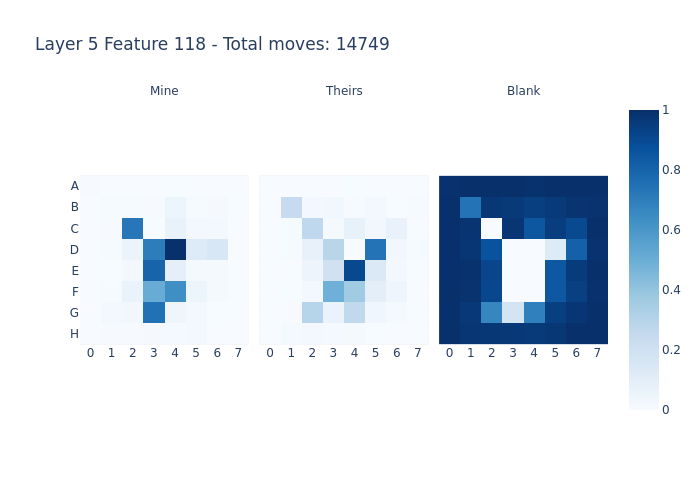 Layer 5 Feature 118 - Total moves: 14749
Mine Theirs Blank
A
B
C
D
E
F
G
H
0 1 2 3 4 5 6 7 0 1 2 3 4 5 6 7 0 1 2 3 4 5 6 7
1
0.8
0.6
0.4
0.2
0